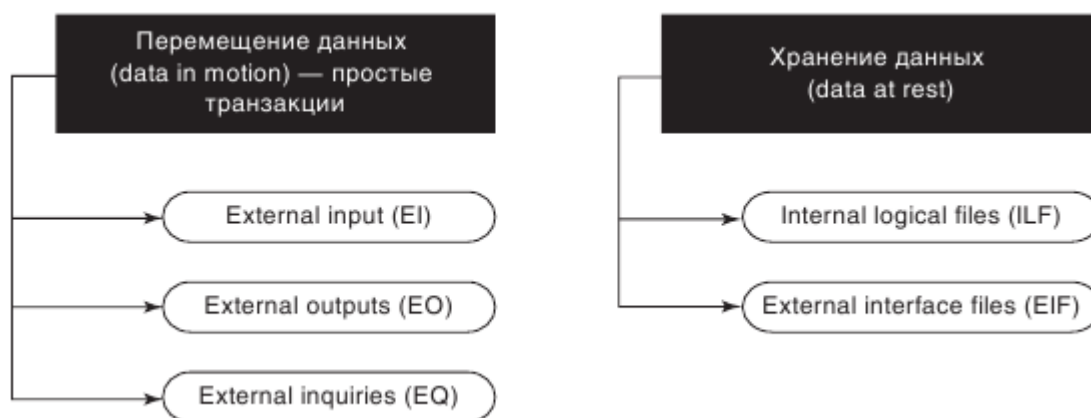 Перемещение данных
(data in motion) — простые
транзакции
External input (EI)
External outputs (EO)
External inquiries (EQ)
Хранение данных
(data at rest)
Internal logical files (ILF)
External interface files (EIF)